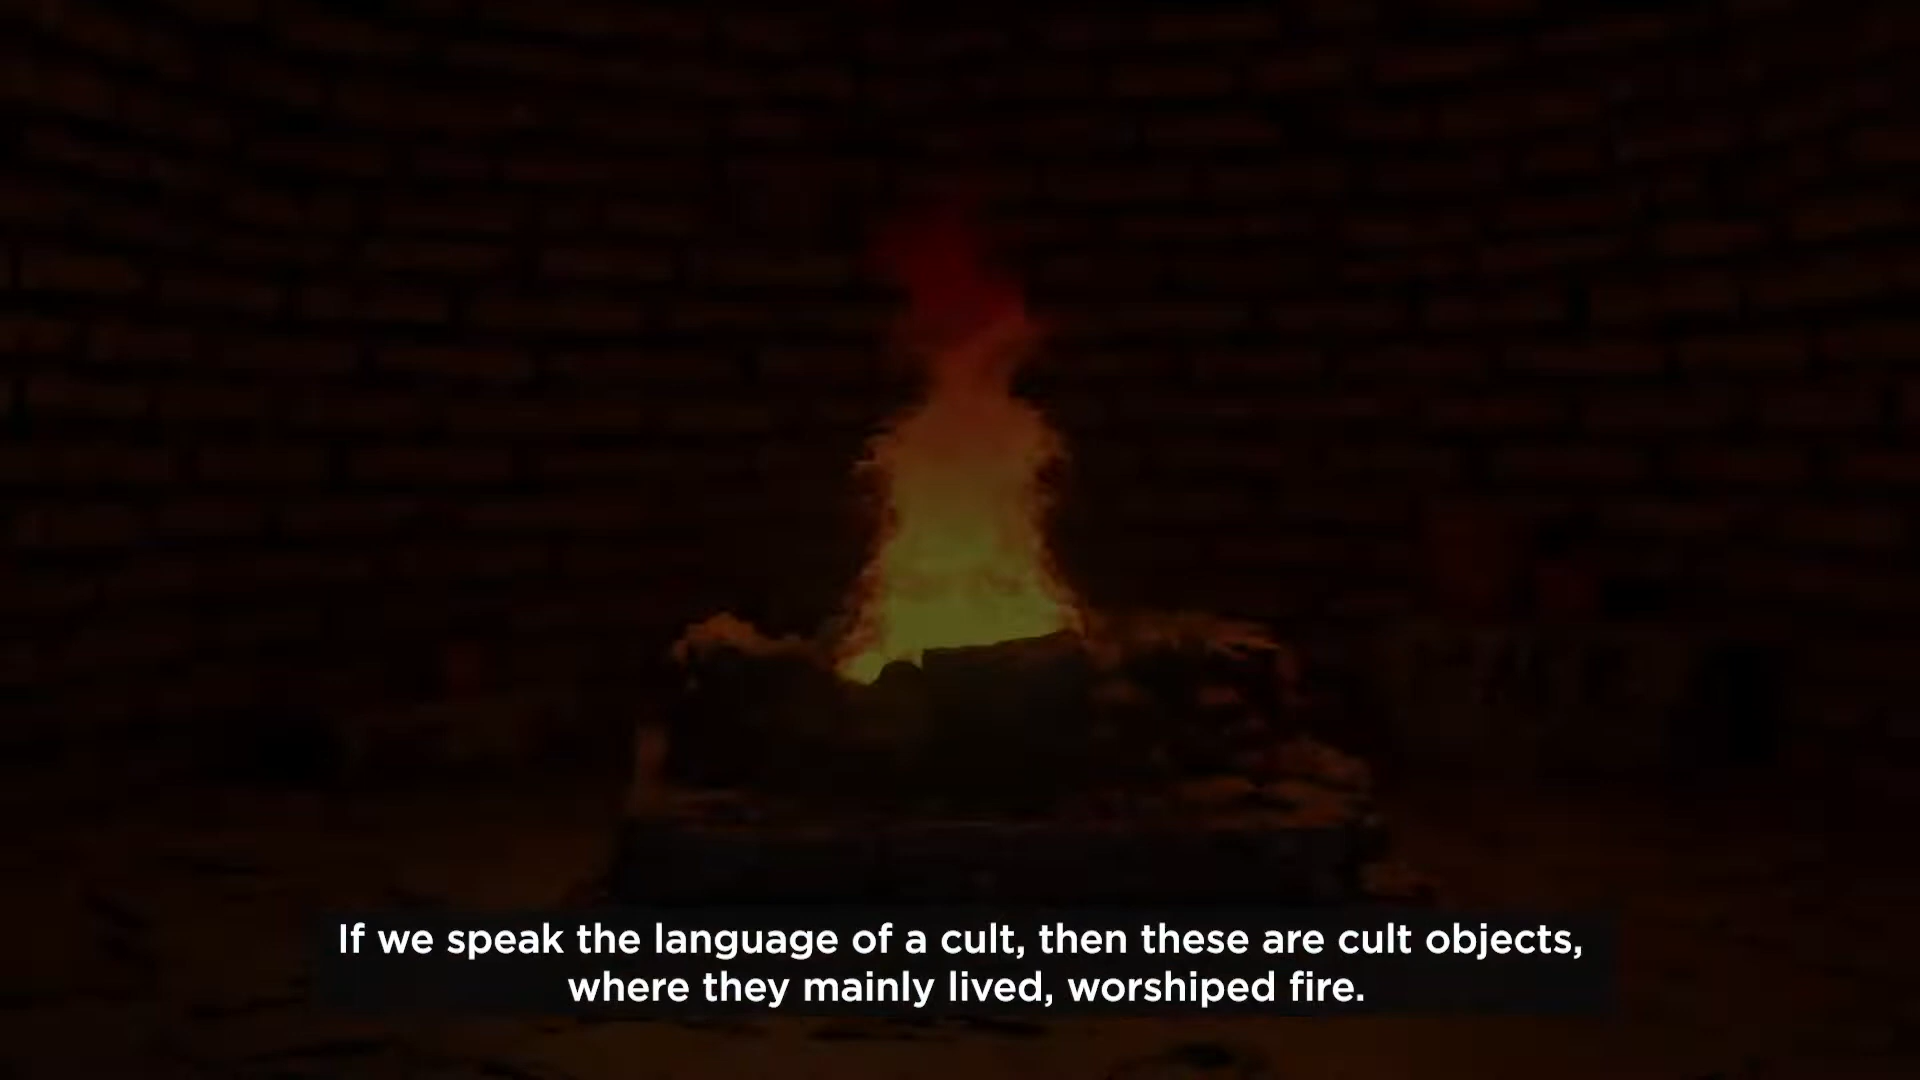 If we speak the language of a cult, then these are cult objects,
where they mainly lived, worshiped fire.